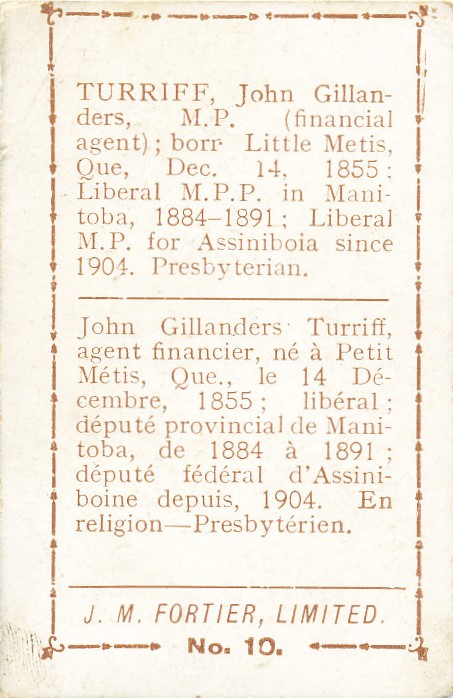 TURRIFF, John Gillan-
ders, M.P. (financial
agent); borr Little Metis,
Que, Dec. 14, 1855:
Liberal M.P.P. in Mani-
toba, 1884-1891; Liberal
M.P. for Assiniboia since
1904. Presbyterian.
John Gillanders Turriff,
agent financier, né à Petit
Métis, Que., le 14 Dé-
cembre, 1855; libéral;
député provincial de Mani-
toba, de 1884 à 1891;
député fédéral d'Assini-
boine depuis, 1904. En
religion—Presbytérien.
J. M. FORTIER, LIMITED.
No. 10.